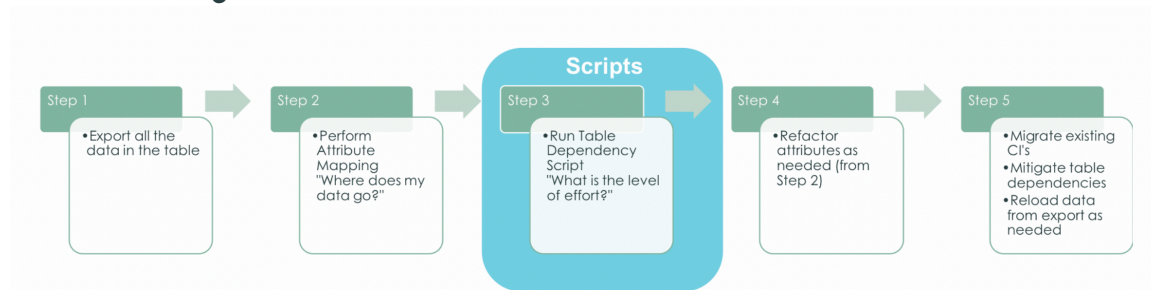 Scripts
Step 1
•Export all the
data in the table
Step 2
•Perform
Attribute
Mapping
"Where does my
data go?"
Step 3
•Run Table
Dependency
Script
"What is the level
of effort?"
Step 4
•Refactor
attributes as
needed (from
Step 2)
Step 5
•Migrate existing
CI's
•Mitigate table
dependencies
•Reload data
from export as
needed